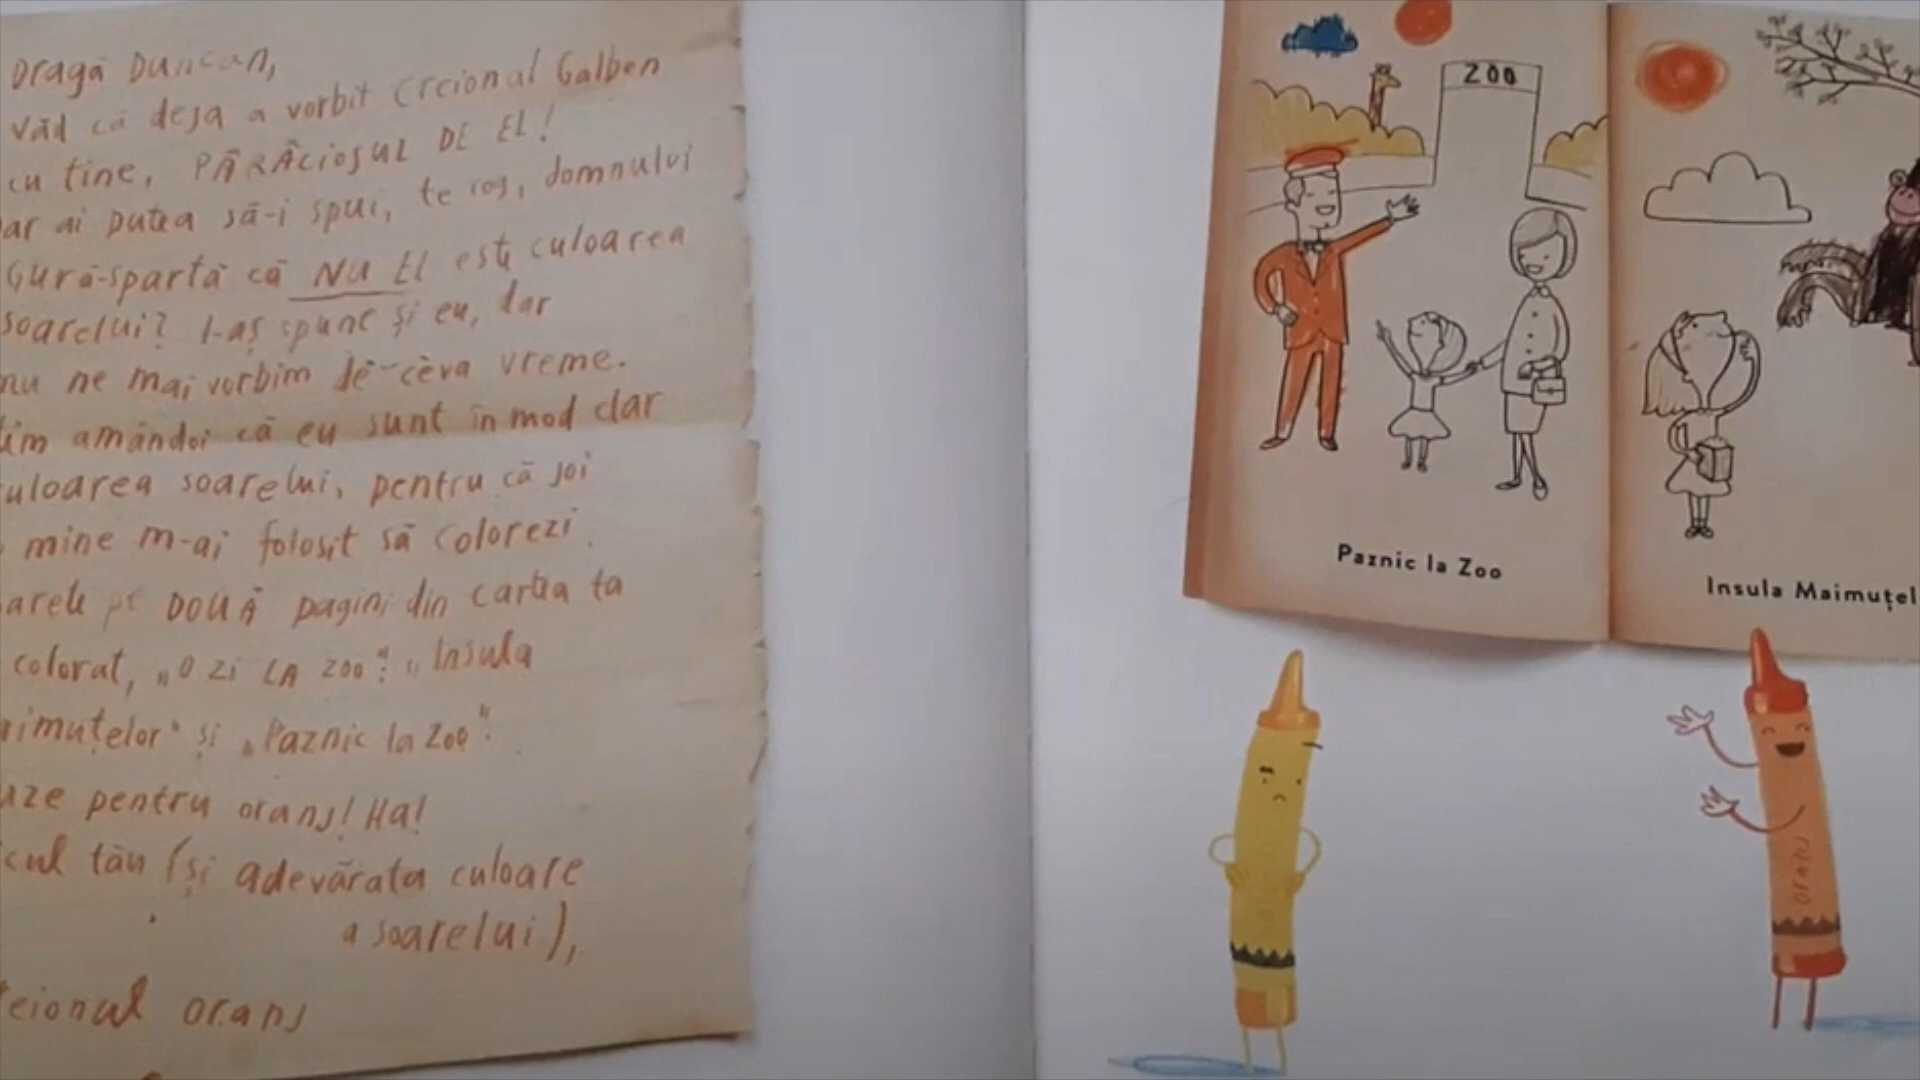 Dragă Duncan,
văd că deja a vorbit Creionul Galben
cu tine, PÂRÂCIOSUL DE EL!
ar ai putea să-i spui, te rog, domnului
Gură-spartă că NU EL este culoarea
soarelui? I-aș spune și eu, dar
nu ne mai vorbim de ceva vreme.
tim amândoi că eu sunt în mod clar
uloarea soarelui, pentru că joi
mine m-ai folosit să colorezi
arele pe DOUĂ pagini din cartea ta
colorat, „O ZI LA ZOO": „Insula
aimuțelor" și „Paznic la Zoo".
uze pentru oranj! Ha!
cul tău (și adevărata culoare
a soarelui),
reionul oranj
ZOO
Paznic la Zoo
Insula Maimuțel
oranj